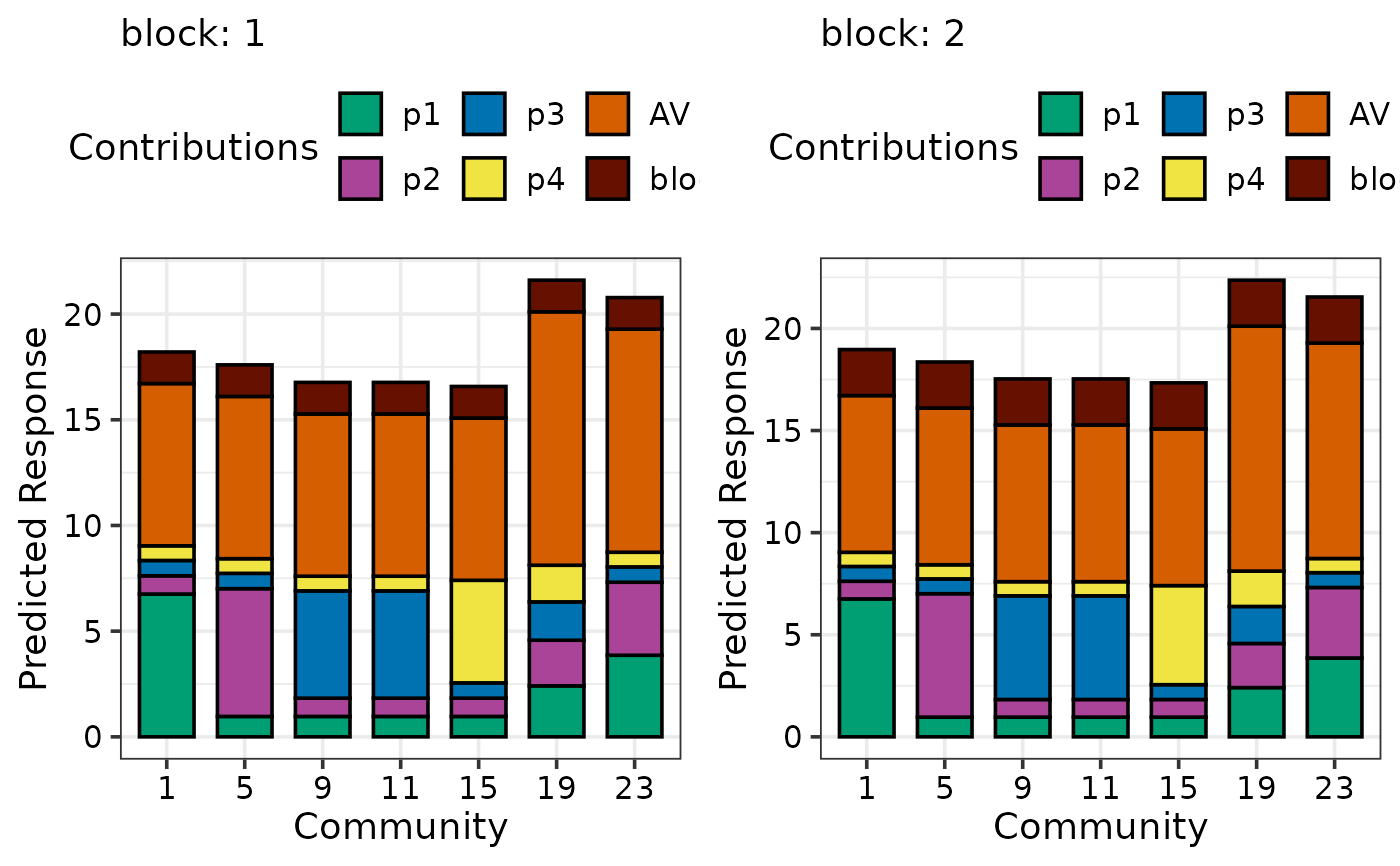 block: 1
Contributions
p1 p3 AV
p2 p4 blo
Predicted Response
20
15
10
5
0
1 5 9 11 15 19 23
Community
block: 2
Contributions
p1 p3 AV
p2 p4 blo
Predicted Response
20
15
10
5
0
1 5 9 11 15 19 23
Community